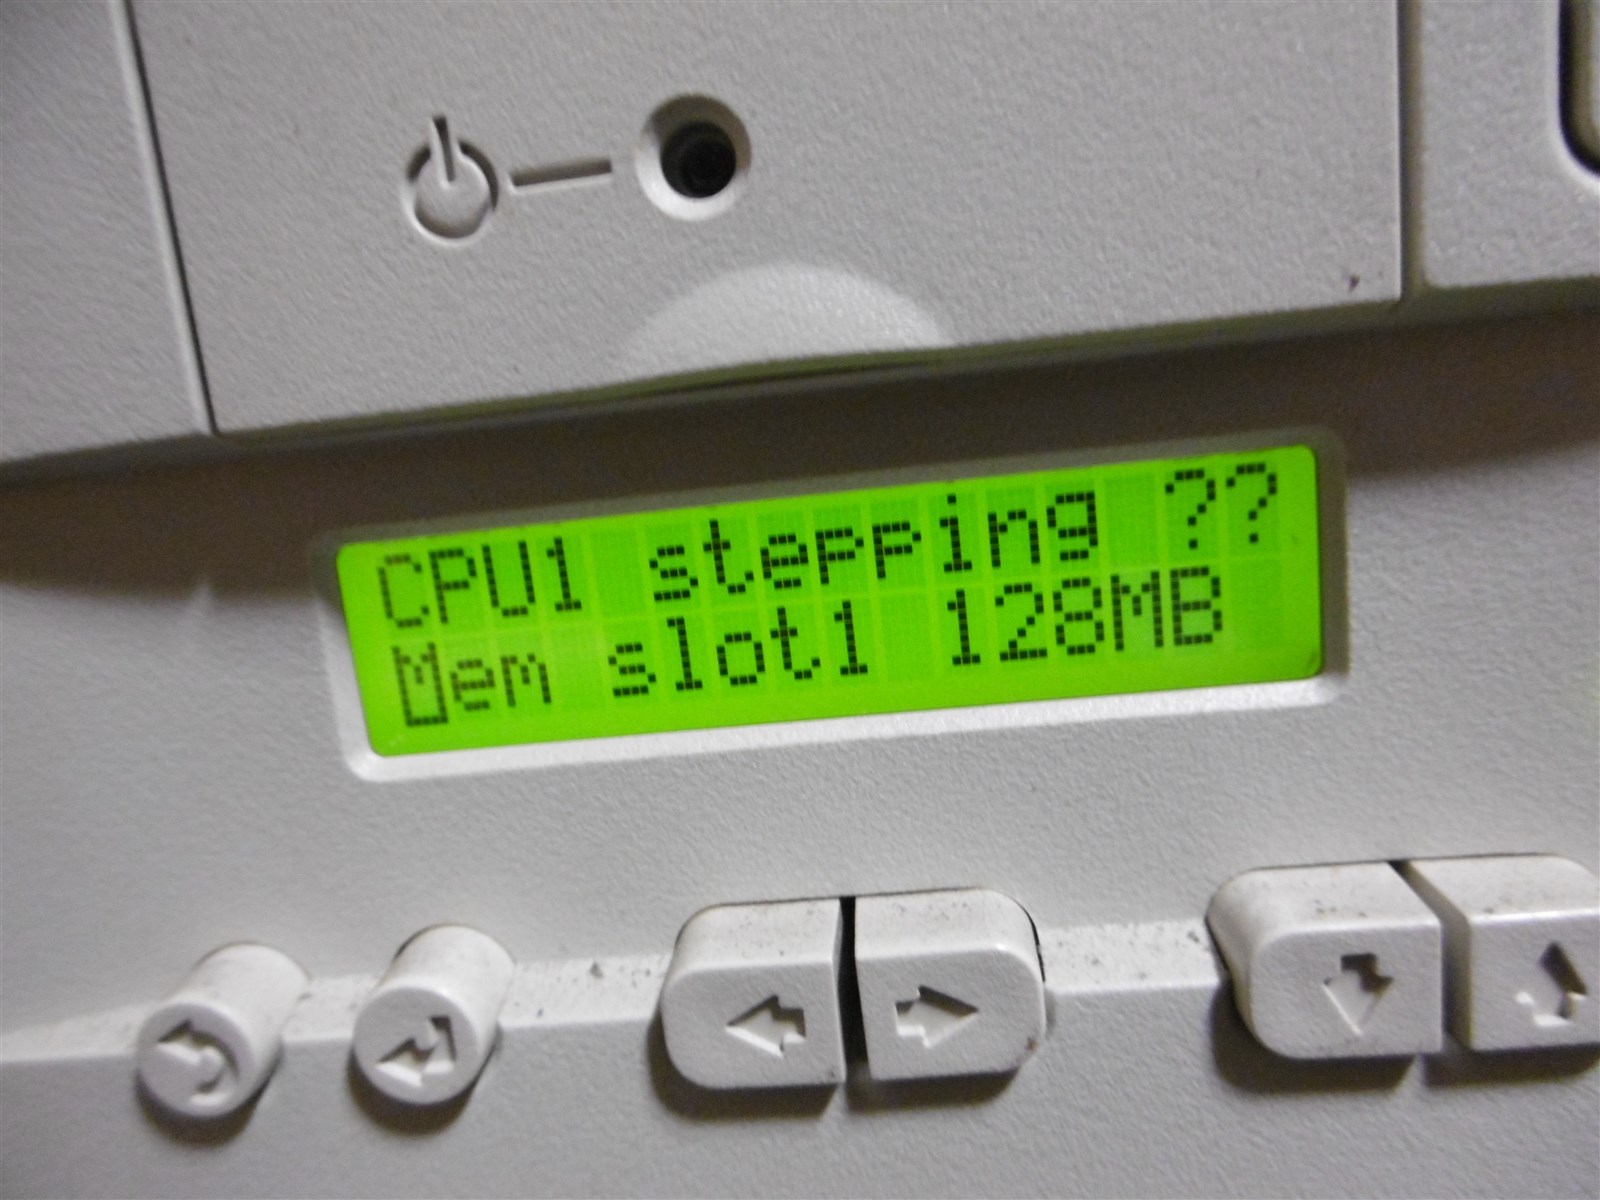 CPU1 stepping ??
Mem slot1 128MB